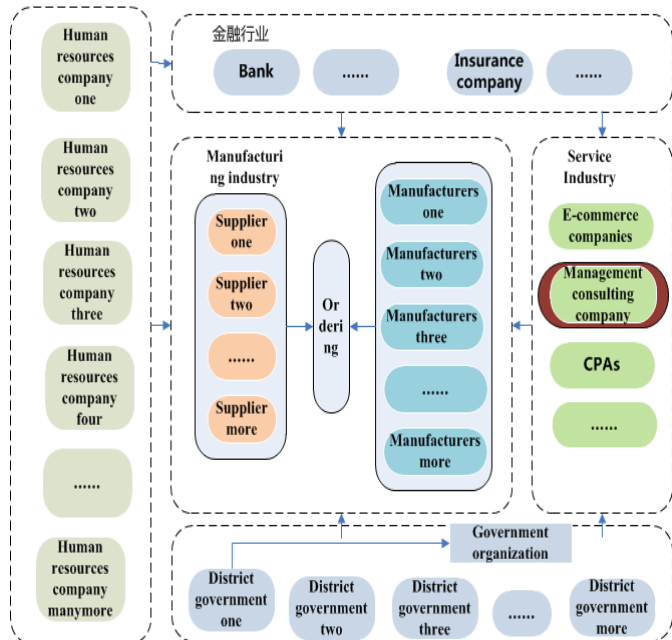 Human
resources
company
one
Human
resources
company
two
Human
resources
company
three
Human
resources
company
four
......
Human
resources
company
manymore
金融行业
Bank
......
Insurance
company
......
Manufacturi
ng industry
Supplier
one
Supplier
two
......
Supplier
more
Or
deri
ng
Manufacturers
one
Manufacturers
two
Manufacturers
three
......
Manufacturers
more
Service
Industry
E-commerce
companies
Management
consulting
company
CPAs
......
Government
organization
District
government
one
District
government
two
District
government
three
......
District
government
more